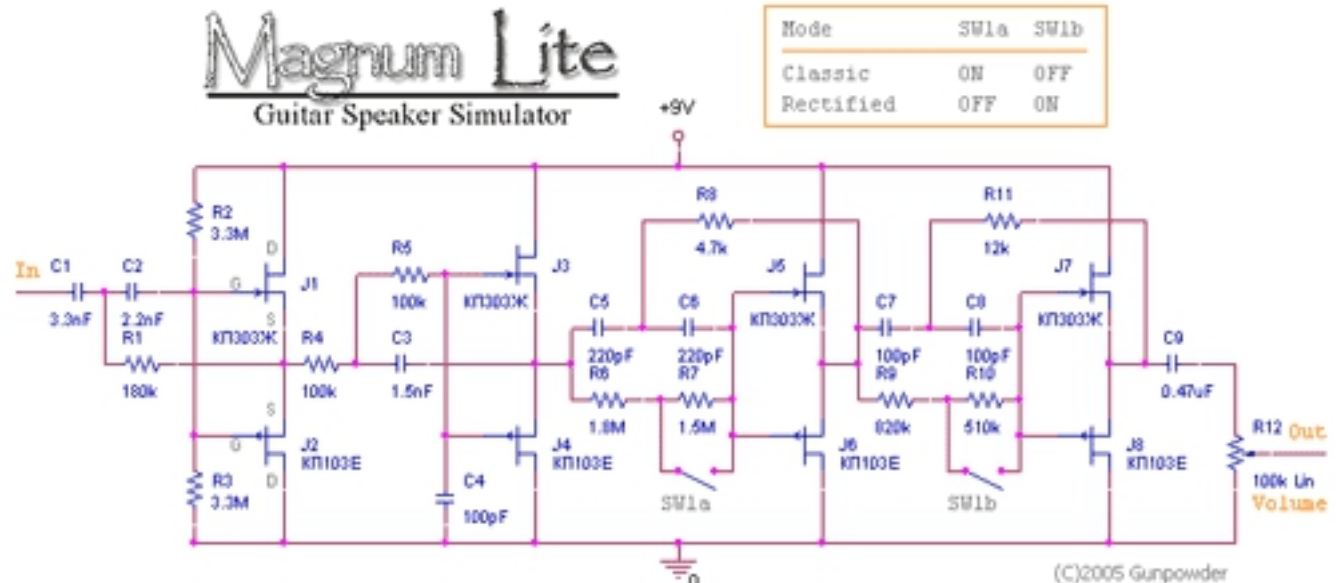 Magnum Lite
Guitar Speaker Simulator
Mode SW1a SW1b
Classic ON OFF
Rectified OFF ON
+9V
R2
3.3M
R8
4.7k
R11
12k
In
C1
3.3nF
C2
2.2nF
R1
180k
D
G
S
J1
КП303Ж
R5
100k
R4
100k
C3
1.5nF
J3
КП303Ж
C5
220pF
C6
220pF
R6
1.8M
R7
1.5M
J5
КП303Ж
C7
100pF
C8
100pF
R9
820k
R10
510k
J7
КП303Ж
C9
0.47uF
S
G
D
J2
КП103Е
R3
3.3M
J4
КП103Е
C4
100pF
SW1a
J6
КП103Е
SW1b
J8
КП103Е
R12
100k Lin
Out
Volume
0
(C)2005 Gunpowder